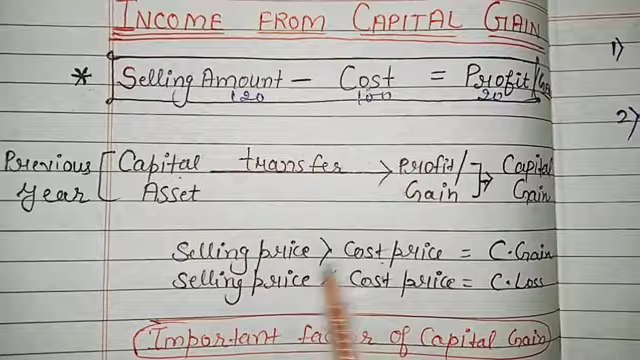 INCOME FROM CAPITAL GAIN
1)
* Selling Amount – Cost = Profit/
120 100 20
2)
Previous Capital transfer Profit/ Capital
year Asset Gain Gain
Selling price > Cost price = C.Gain
Selling price < Cost price = C.Loss
Important factor of Capital Gain